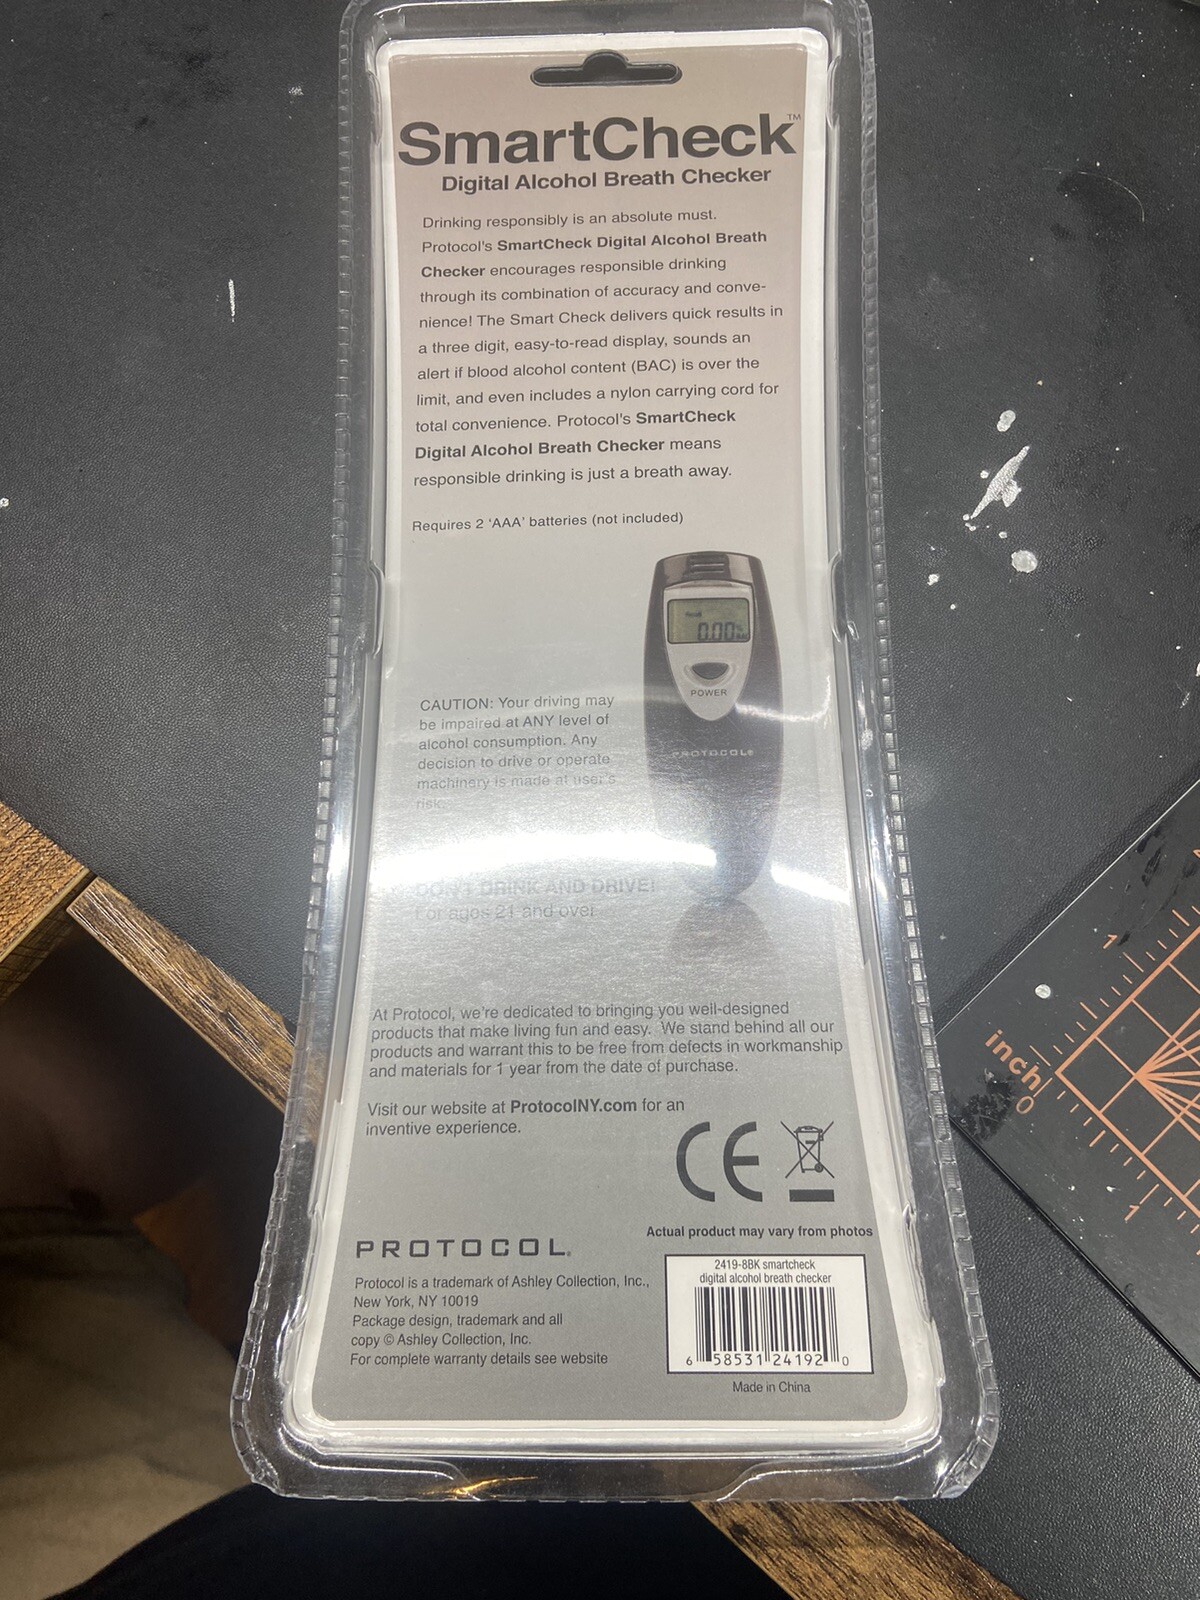 SmartCheck™
Digital Alcohol Breath Checker
Drinking responsibly is an absolute must.
Protocol's SmartCheck Digital Alcohol Breath
Checker encourages responsible drinking
through its combination of accuracy and conve-
nience! The Smart Check delivers quick results in
a three digit, easy-to-read display, sounds an
alert if blood alcohol content (BAC) is over the
limit, and even includes a nylon carrying cord for
total convenience. Protocol's SmartCheck
Digital Alcohol Breath Checker means
responsible drinking is just a breath away.
Requires 2 'AAA' batteries (not included)
0.00%
POWER
PROTOCOL®
CAUTION: Your driving may
be impaired at ANY level of
alcohol consumption. Any
decision to drive or operate
machinery is made at user's
risk.
DON'T DRINK AND DRIVE!
For ages 21 and over
At Protocol, we're dedicated to bringing you well-designed
products that make living fun and easy. We stand behind all our
products and warrant this to be free from defects in workmanship
and materials for 1 year from the date of purchase.
Visit our website at ProtocolNY.com for an
inventive experience.
CE
Actual product may vary from photos
PROTOCOL®
Protocol is a trademark of Ashley Collection, Inc.,
New York, NY 10019
Package design, trademark and all
copy © Ashley Collection, Inc.
For complete warranty details see website
2419-8BK smartcheck
digital alcohol breath checker
6 58531 24192 0
Made in China
1
inch
0
1